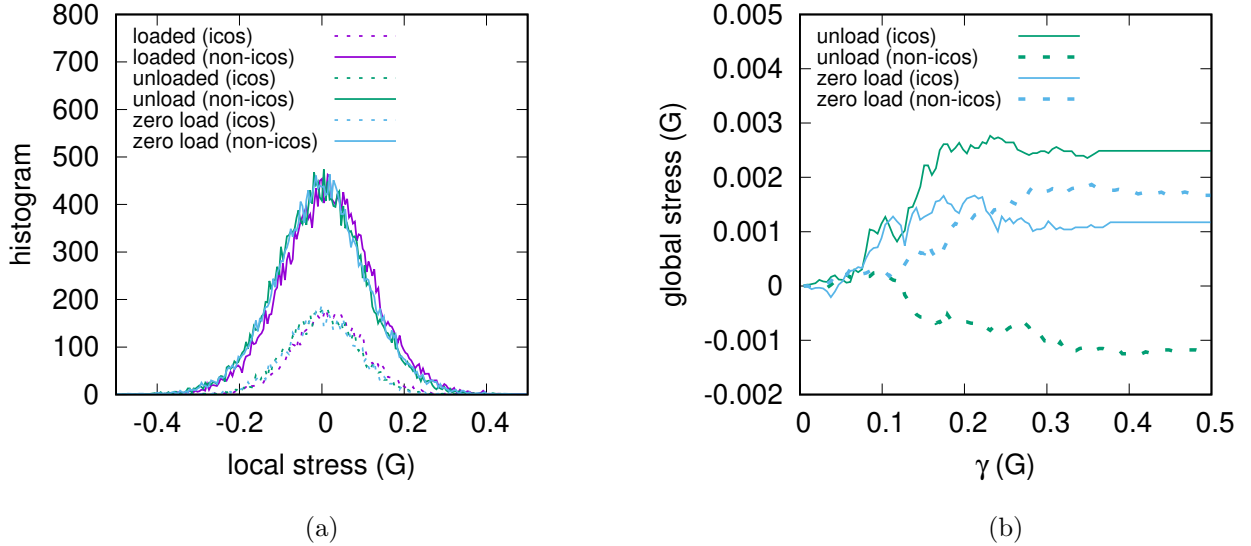 800
700
600
500
400
300
200
100
0
histogram
loaded (icos)
loaded (non-icos)
unloaded (icos)
unload (non-icos)
zero load (icos)
zero load (non-icos)
-0.4 -0.2 0 0.2 0.4
local stress (G)
(a)
0.005
0.004
0.003
0.002
0.001
0
-0.001
-0.002
global stress (G)
unload (icos)
unload (non-icos)
zero load (icos)
zero load (non-icos)
0 0.1 0.2 0.3 0.4 0.5
γ (G)
(b)